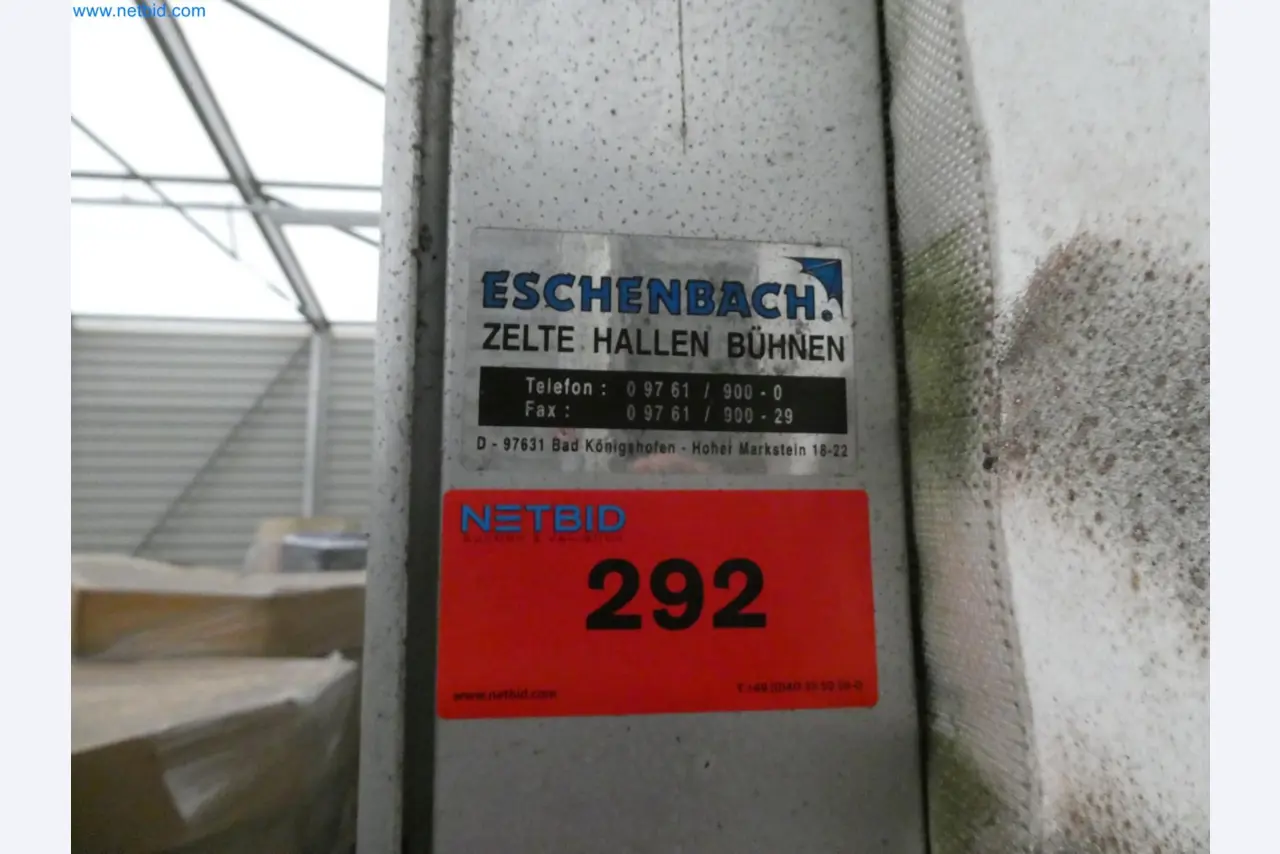 www.netbid.com
ESCHENBACH.
ZELTE HALLEN BÜHNEN
Telefon : 0 97 61 / 900 - 0
Fax : 0 97 61 / 900 - 29
D - 97631 Bad Königshofen - Hoher Markstein 18-22
NETBID
292
www.netbid.com